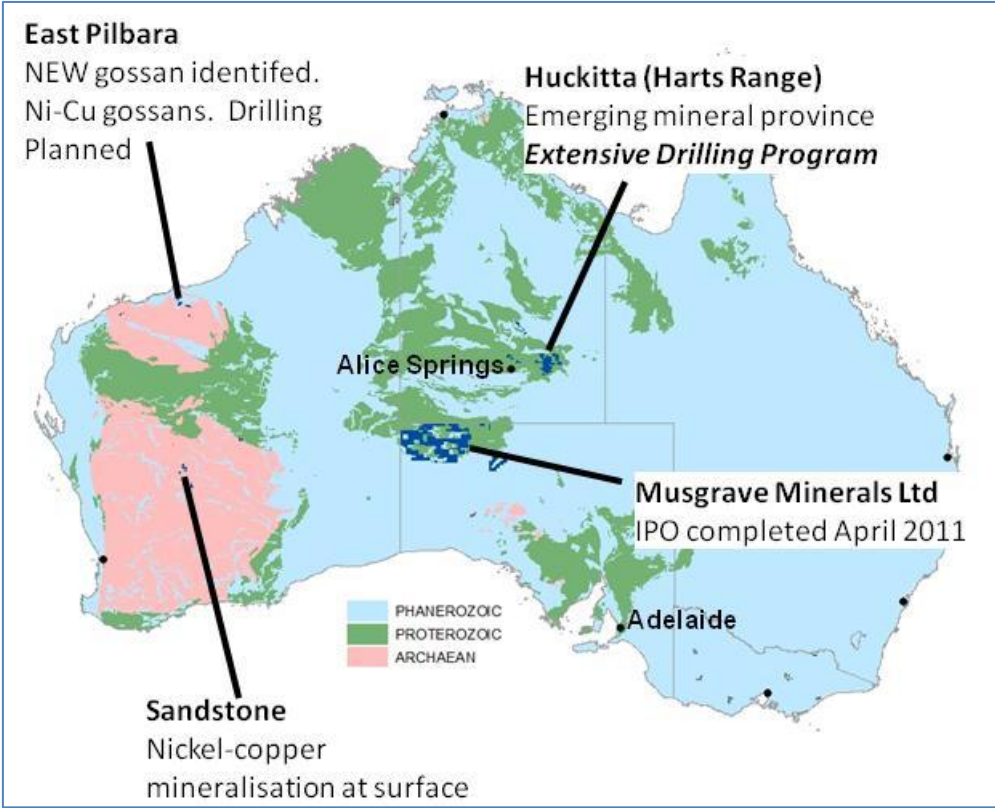 East Pilbara
NEW gossan identifed.
Ni-Cu gossans.  Drilling
Planned
Huckitta (Harts Range)
Emerging mineral province
Extensive Drilling Program
Alice Springs
Musgrave Minerals Ltd
IPO completed April 2011
Adelaide
PHANEROZOIC
PROTEROZOIC
ARCHAEAN
Sandstone
Nickel-copper
mineralisation at surface